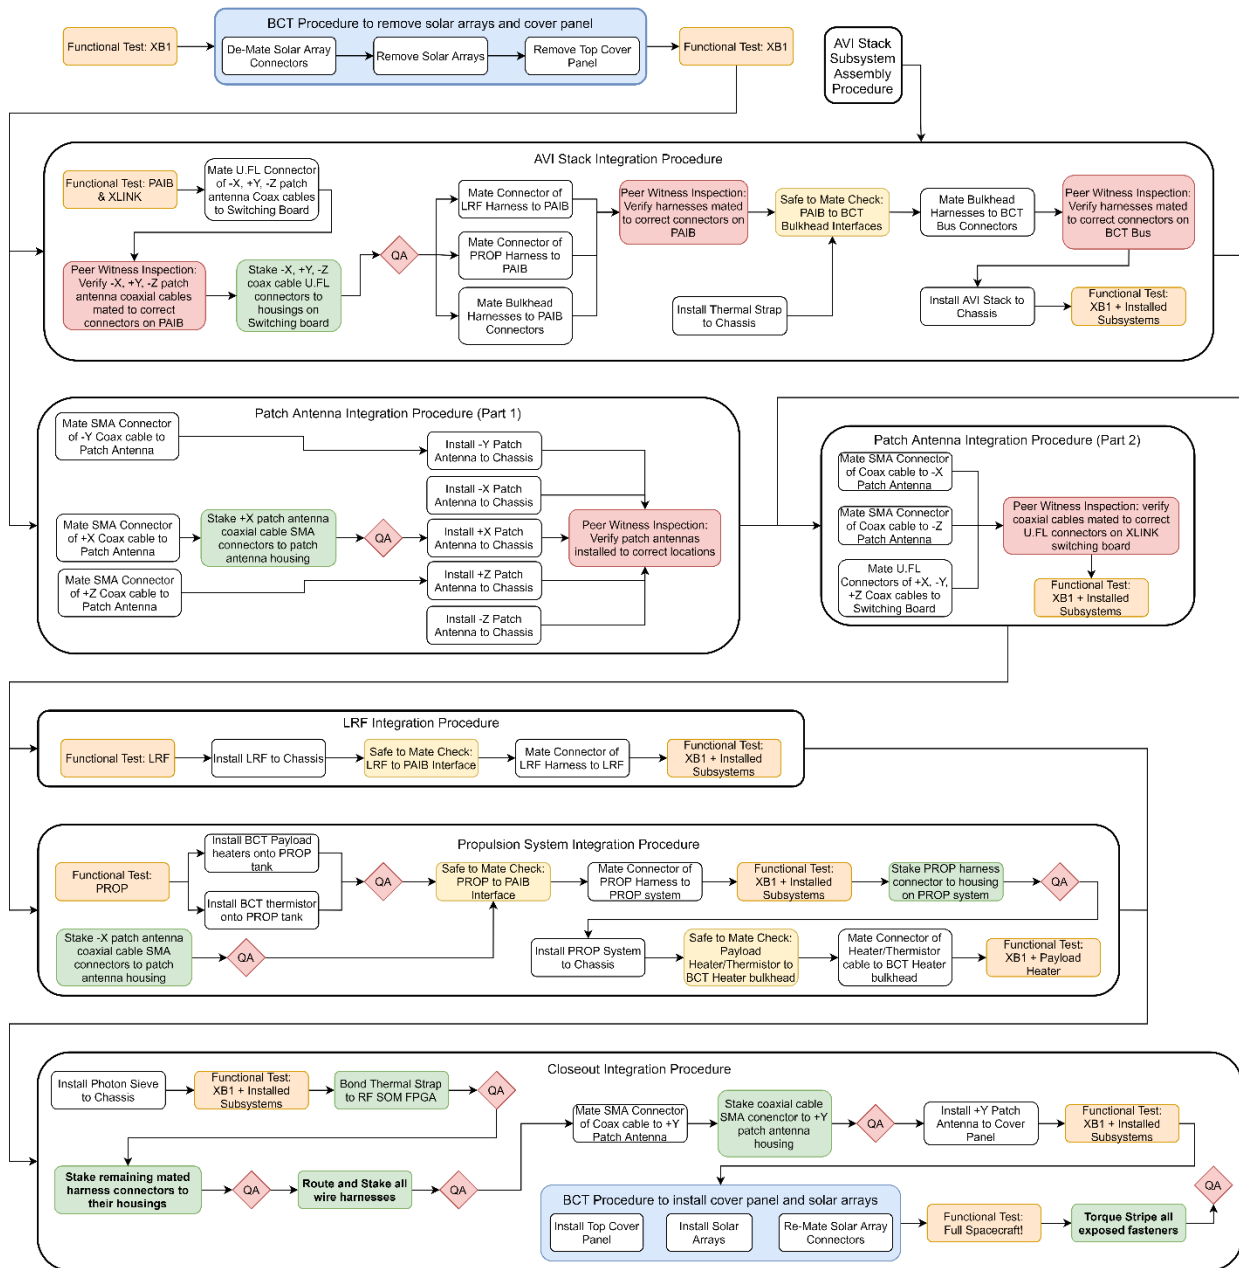 BCT Procedure to remove solar arrays and cover panel
Functional Test: XB1
De-Mate Solar Array
Connectors
Remove Solar Arrays
Remove Top Cover
Panel
Functional Test: XB1
AVI Stack
Subsystem
Assembly
Procedure
AVI Stack Integration Procedure
Functional Test: PAIB
& XLINK
Mate U.FL Connector
of -X, +Y, -Z patch
antenna Coax cables
to Switching Board
Peer Witness Inspection:
Verify -X, +Y, -Z patch
antenna coaxial cables
mated to correct
connectors on PAIB
Stake -X, +Y, -Z
coax cable U.FL
connectors to
housings on
Switching board
QA
Mate Connector of
LRF Harness to PAIB
Mate Connector of
PROP Harness to
PAIB
Mate Bulkhead
Harnesses to PAIB
Connectors
Peer Witness Inspection:
Verify harnesses mated
to correct connectors on
PAIB
Safe to Mate Check:
PAIB to BCT
Bulkhead Interfaces
Install Thermal Strap
to Chassis
Mate Bulkhead
Harnesses to BCT
Bus Connectors
Peer Witness Inspection:
Verify harnesses mated
to correct connectors on
BCT Bus
Install AVI Stack to
Chassis
Functional Test:
XB1 + Installed
Subsystems
Patch Antenna Integration Procedure (Part 1)
Mate SMA Connector
of -Y Coax cable to
Patch Antenna
Install -Y Patch
Antenna to Chassis
Install -X Patch
Antenna to Chassis
Mate SMA Connector
of +X Coax cable to
Patch Antenna
Stake +X patch antenna
coaxial cable SMA
connectors to patch
antenna housing
QA
Install +X Patch
Antenna to Chassis
Peer Witness Inspection:
Verify patch antennas
installed to correct locations
Mate SMA Connector
of +Z Coax cable to
Patch Antenna
Install +Z Patch
Antenna to Chassis
Install -Z Patch
Antenna to Chassis
Patch Antenna Integration Procedure (Part 2)
Mate SMA Connector
of Coax cable to -X
Patch Antenna
Mate SMA Connector
of Coax cable to -Z
Patch Antenna
Mate U.FL
Connectors of +X, -Y,
+Z Coax cables to
Switching Board
Peer Witness Inspection: verify
coaxial cables mated to correct
U.FL connectors on XLINK
switching board
Functional Test:
XB1 + Installed
Subsystems
LRF Integration Procedure
Functional Test: LRF
Install LRF to Chassis
Safe to Mate Check:
LRF to PAIB Interface
Mate Connector of
LRF Harness to LRF
Functional Test:
XB1 + Installed
Subsystems
Propulsion System Integration Procedure
Functional Test:
PROP
Install BCT Payload
heaters onto PROP
tank
Install BCT thermistor
onto PROP tank
QA
Stake -X patch antenna
coaxial cable SMA
connectors to patch
antenna housing
QA
Safe to Mate Check:
PROP to PAIB
Interface
Mate Connector of
PROP Harness to
PROP system
Functional Test:
XB1 + Installed
Subsystems
Stake PROP harness
connector to housing
on PROP system
QA
Install PROP System
to Chassis
Safe to Mate Check:
Payload
Heater/Thermistor to
BCT Heater bulkhead
Mate Connector of
Heater/Thermistor
cable to BCT Heater
bulkhead
Functional Test:
XB1 + Payload
Heater
Closeout Integration Procedure
Install Photon Sieve
to Chassis
Functional Test:
XB1 + Installed
Subsystems
Bond Thermal Strap
to RF SOM FPGA
QA
Stake remaining mated
harness connectors to
their housings
QA
Route and Stake all
wire harnesses
QA
Mate SMA Connector
of Coax cable to +Y
Patch Antenna
Stake coaxial cable
SMA conenctor to +Y
patch antenna
housing
QA
Install +Y Patch
Antenna to Cover
Panel
Functional Test:
XB1 + Installed
Subsystems
BCT Procedure to install cover panel and solar arrays
Install Top Cover
Panel
Install Solar
Arrays
Re-Mate Solar Array
Connectors
Functional Test:
Full Spacecraft!
Torque Stripe all
exposed fasteners
QA